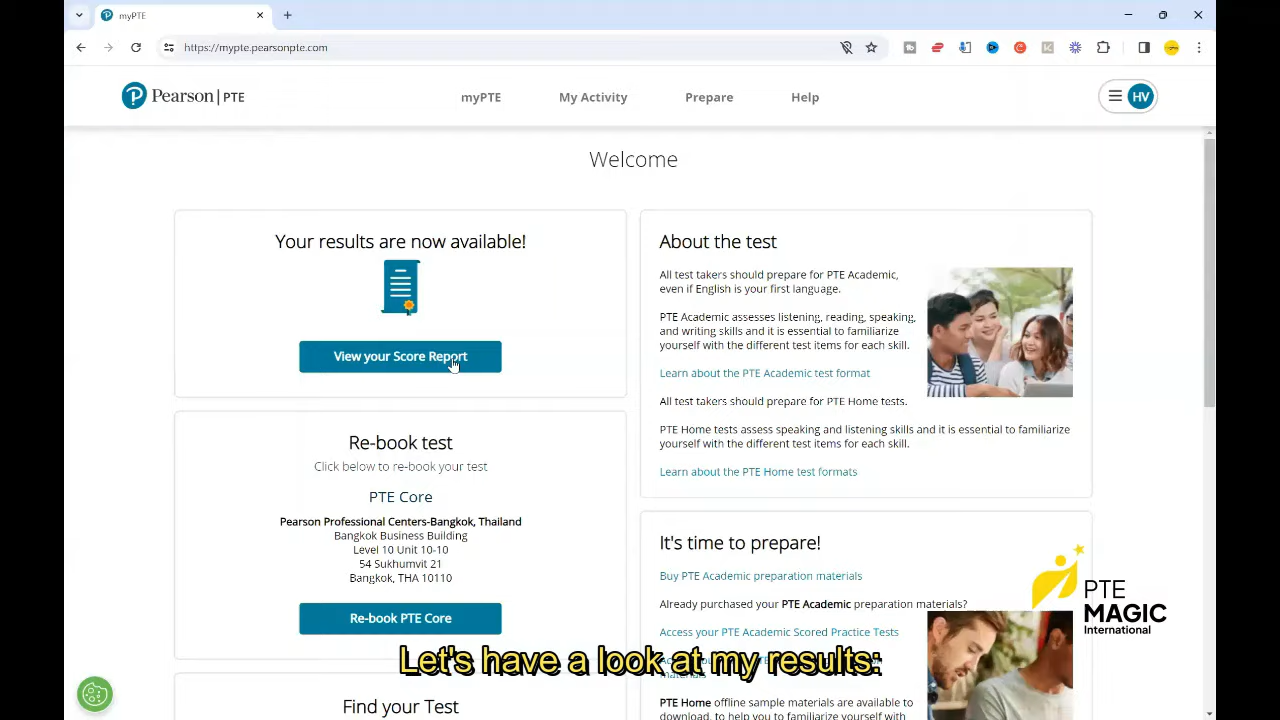 myPTE
https://mypte.pearsonpte.com
Pearson | PTE
myPTE
My Activity
Prepare
Help
HV
Welcome
Your results are now available!
View your Score Report
Re-book test
Click below to re-book your test
PTE Core
Pearson Professional Centers-Bangkok, Thailand
Bangkok Business Building
Level 10 Unit 10-10
54 Sukhumvit 21
Bangkok, THA 10110
Re-book PTE Core
Find your Test
About the test
All test takers should prepare for PTE Academic,
even if English is your first language.
PTE Academic assesses listening, reading, speaking,
and writing skills and it is essential to familiarize
yourself with the different test items for each skill.
Learn about the PTE Academic test format
All test takers should prepare for PTE Home tests.
PTE Home tests assess speaking and listening skills and it is essential to familiarize
yourself with the different test items for each skill.
Learn about the PTE Home test formats
It's time to prepare!
Buy PTE Academic preparation materials
Already purchased your PTE Academic preparation materials?
Access your PTE Academic Scored Practice Tests
materials
PTE Home offline sample materials are available to
download, to help you to familiarize yourself with
PTE
MAGIC
International
Let's have a look at my results: